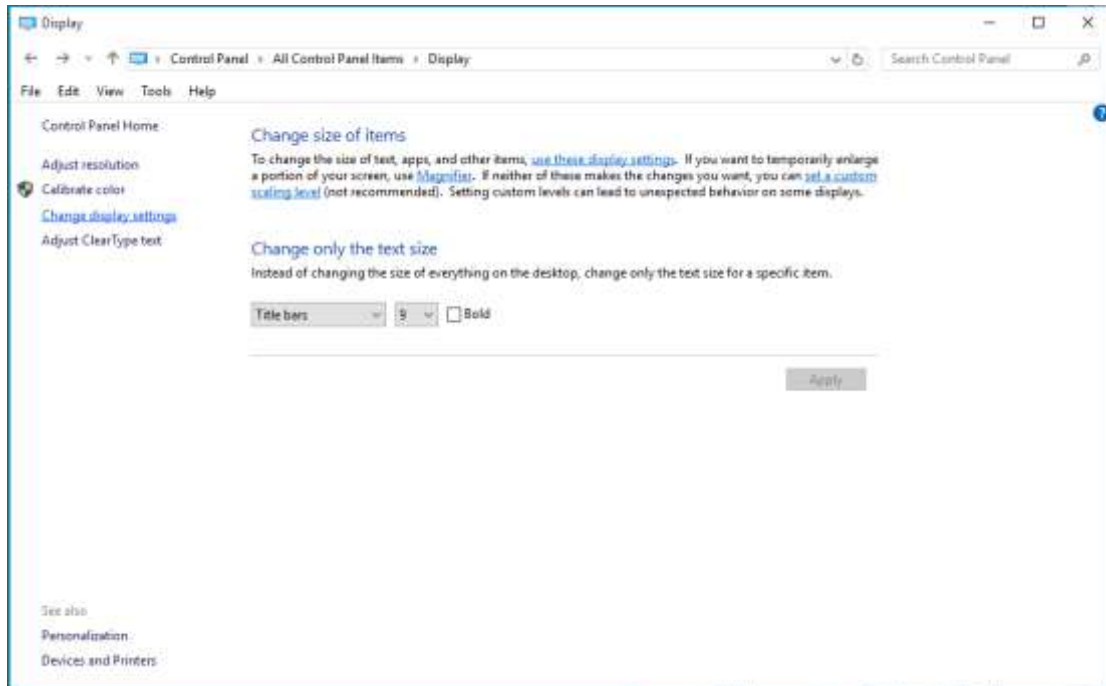 Display
Control Panel › All Control Panel Items › Display
Search Control Panel
File Edit View Tools Help
Control Panel Home
Adjust resolution
Calibrate color
Change display settings
Adjust ClearType text
Change size of items
To change the size of text, apps, and other items, use these display settings. If you want to temporarily enlarge
a portion of your screen, use Magnifier. If neither of these makes the changes you want, you can set a custom
scaling level (not recommended). Setting custom levels can lead to unexpected behavior on some displays.
Change only the text size
Instead of changing the size of everything on the desktop, change only the text size for a specific item.
Title bars 9 Bold
Apply
See also
Personalization
Devices and Printers